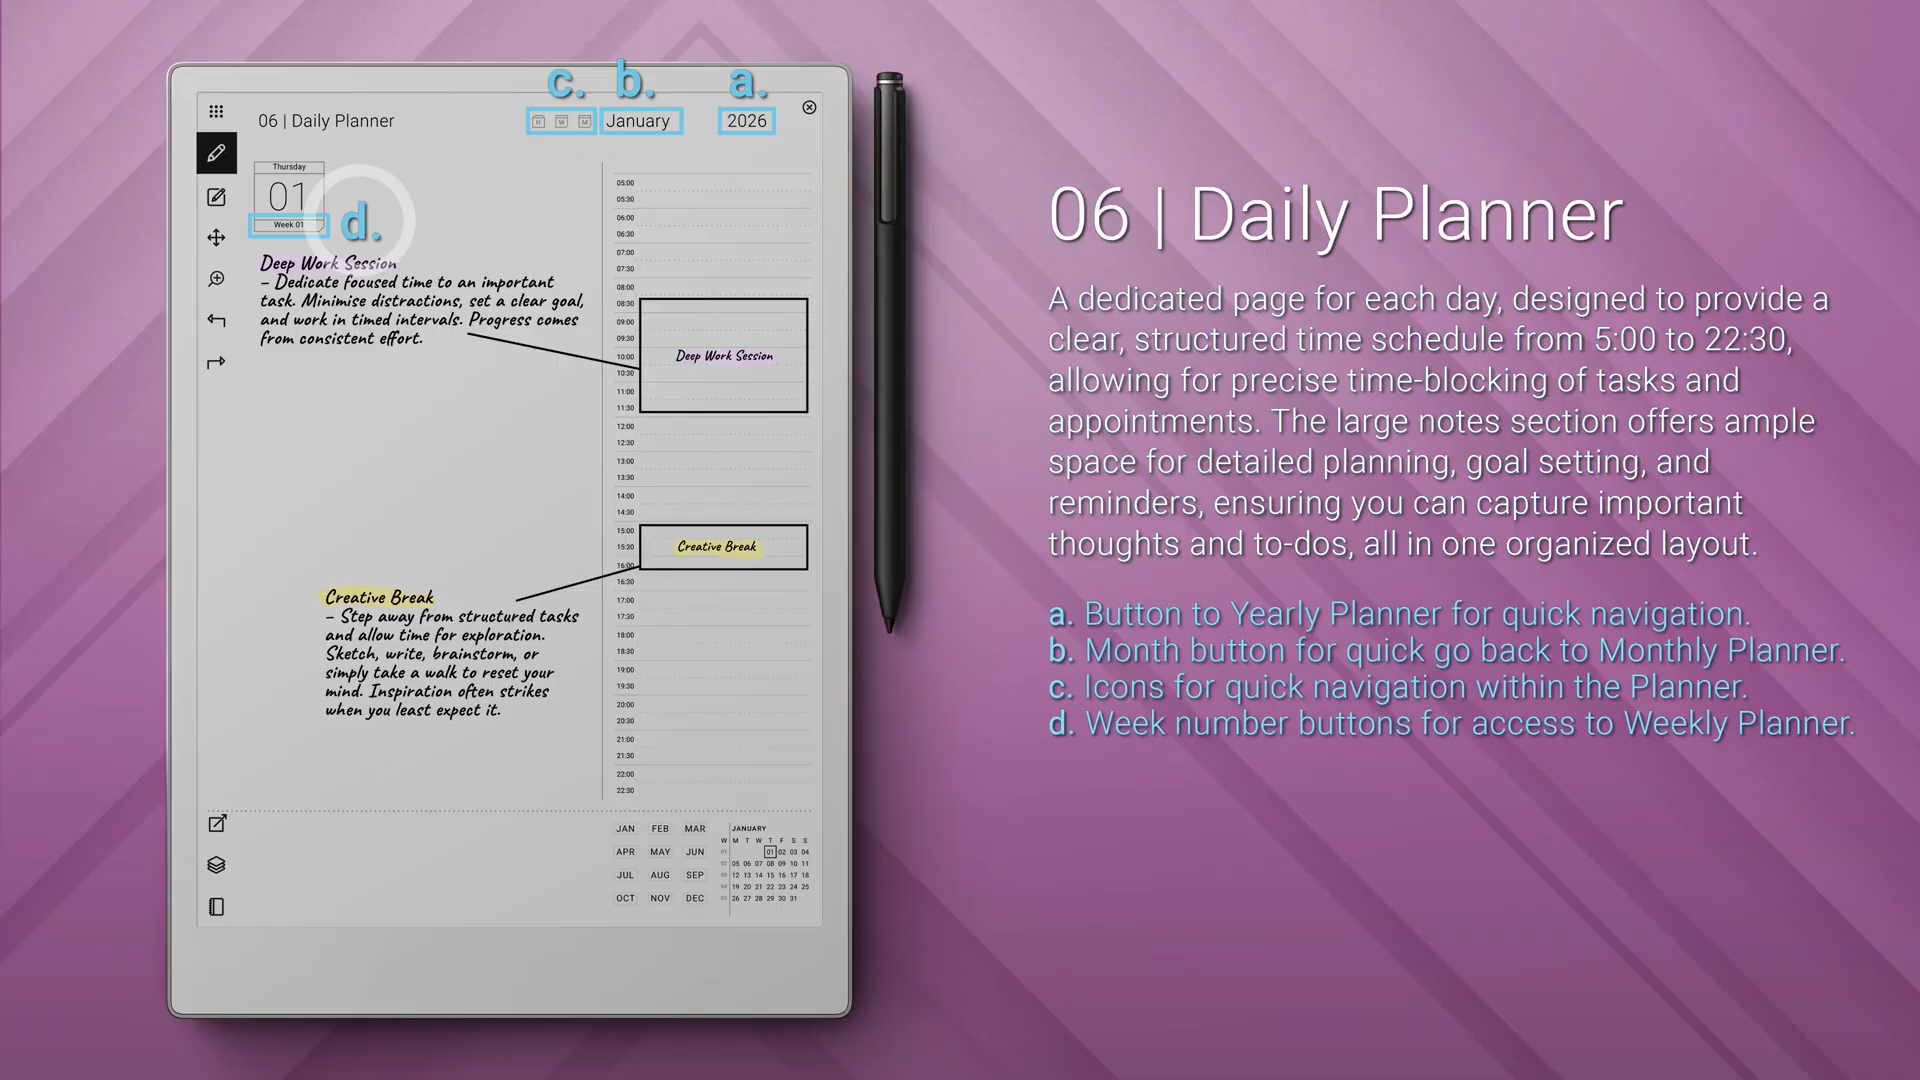 c. b. a.
06 | Daily Planner
H W M
January
2026
Thursday
01
Week 01
d.
Deep Work Session
– Dedicate focused time to an important
task. Minimise distractions, set a clear goal,
and work in timed intervals. Progress comes
from consistent effort.
Creative Break
– Step away from structured tasks
and allow time for exploration.
Sketch, write, brainstorm, or
simply take a walk to reset your
mind. Inspiration often strikes
when you least expect it.
05:00
05:30
06:00
06:30
07:00
07:30
08:00
08:30
09:00
09:30
10:00
Deep Work Session
10:30
11:00
11:30
12:00
12:30
13:00
13:30
14:00
14:30
15:00
15:30
Creative Break
16:00
16:30
17:00
17:30
18:00
18:30
19:00
19:30
20:00
20:30
21:00
21:30
22:00
22:30
JAN FEB MAR
APR MAY JUN
JUL AUG SEP
OCT NOV DEC
JANUARY
W M T W T F S S
01 01 02 03 04
02 05 06 07 08 09 10 11
03 12 13 14 15 16 17 18
04 19 20 21 22 23 24 25
05 26 27 28 29 30 31
06 | Daily Planner
A dedicated page for each day, designed to provide a
clear, structured time schedule from 5:00 to 22:30,
allowing for precise time-blocking of tasks and
appointments. The large notes section offers ample
space for detailed planning, goal setting, and
reminders, ensuring you can capture important
thoughts and to-dos, all in one organized layout.
a. Button to Yearly Planner for quick navigation.
b. Month button for quick go back to Monthly Planner.
c. Icons for quick navigation within the Planner.
d. Week number buttons for access to Weekly Planner.